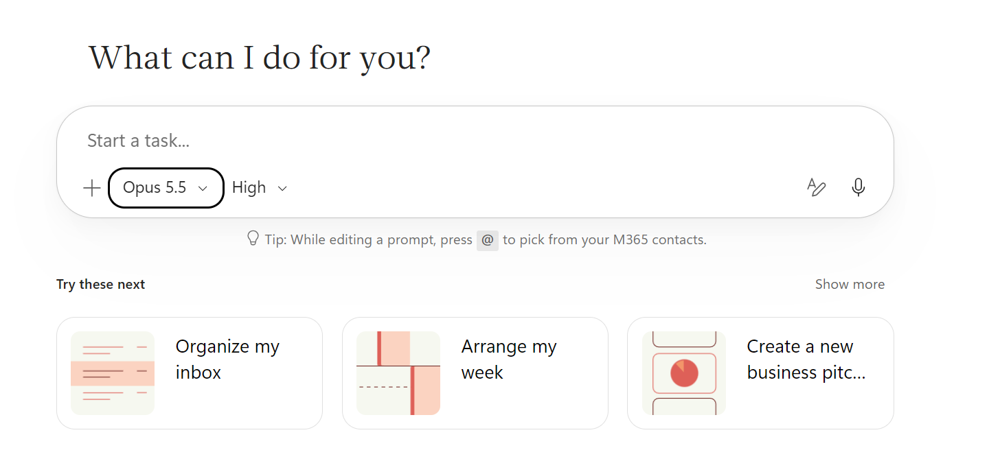 What can I do for you?
Start a task...
Opus 5.5
High
Tip: While editing a prompt, press @ to pick from your M365 contacts.
Try these next
Show more
Organize my
inbox
Arrange my
week
Create a new
business pitc...